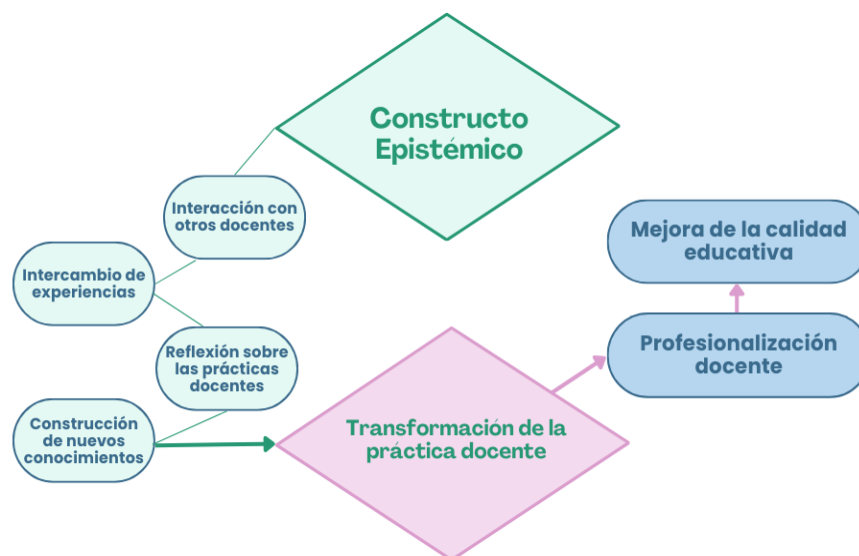 Constructo
Epistémico
Interacción con
otros docentes
Intercambio de
experiencias
Reflexión sobre
las prácticas
docentes
Construcción
de nuevos
conocimientos
Transformación de la
práctica docente
Profesionalización
docente
Mejora de la calidad
educativa